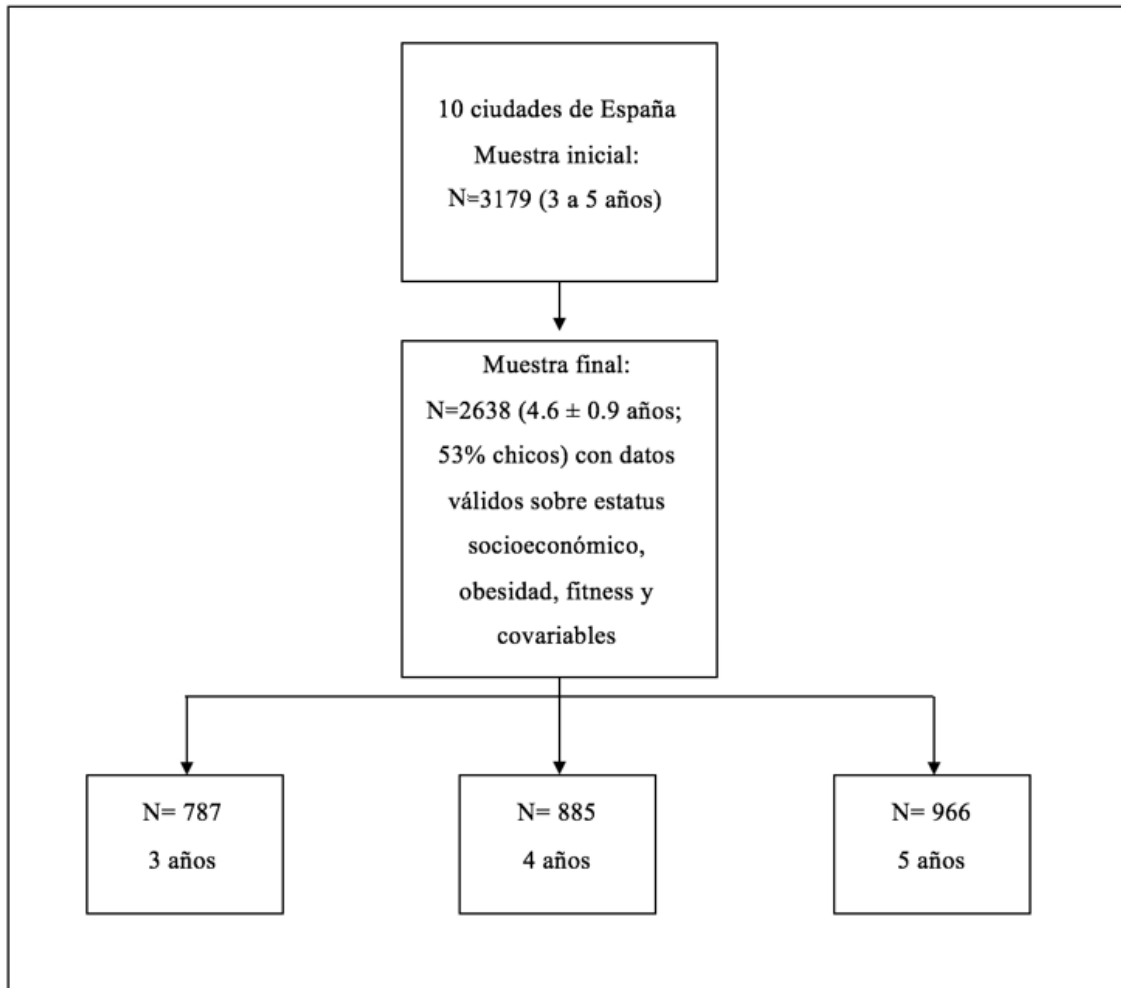 10 ciudades de España
Muestra inicial:
N=3179 (3 a 5 años)
Muestra final:
N=2638 (4.6 ± 0.9 años;
53% chicos) con datos
válidos sobre estatus
socioeconómico,
obesidad, fitness y
covariables
N= 787
3 años
N= 885
4 años
N= 966
5 años